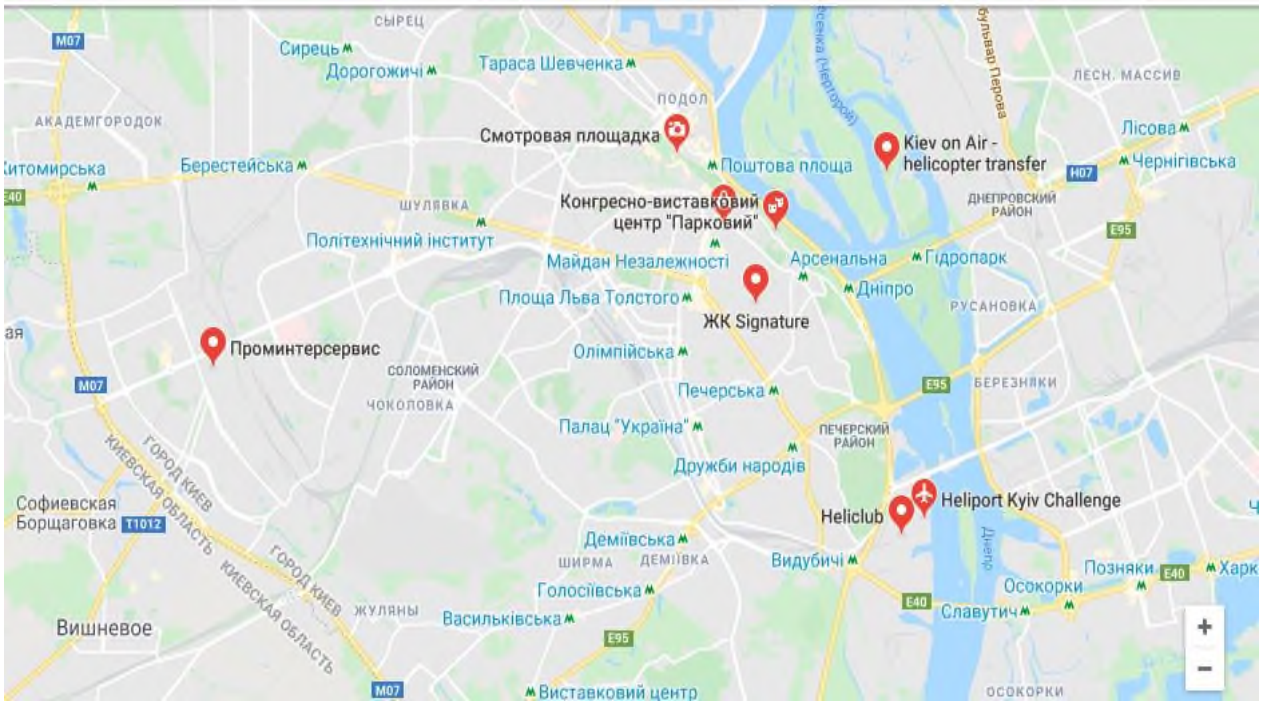 СЫРЕЦ
M07
Сирець
Дорогожичі
Тараса Шевченка
бульвар Перова
ЛЕСН. МАССИВ
ПОДОЛ
АКАДЕМГОРОДОК
Смотровая площадка
Kiev on Air -
helicopter transfer
Лісова
Чернігівська
Берестейська
Поштова площа
H07
E40
ШУЛЯВКА
Конгресно-виставковий
центр "Парковий"
ДНЕПРОВСКИЙ
РАЙОН
E95
Політехнічний інститут
Майдан Незалежності
Арсенальна
Гідропарк
Площа Льва Толстого
Дніпро
РУСАНОВКА
ЖК Signature
Проминтерсервис
Олімпійська
СОЛОМЕНСКИЙ
РАЙОН
M07
Печерська
E95
БЕРЕЗНЯКИ
ЧОКОЛОВКА
Палац "Україна"
ПЕЧЕРСКИЙ
РАЙОН
ГОРОД КИЕВ
КИЕВСКАЯ ОБЛАСТЬ
Дружби народів
Софиевская
Борщаговка
T1012
Heliport Kyiv Challenge
Heliclub
Деміївська
ШИРМА
ДЕМІЇВКА
Видубичі
Днепр
ГОРОД КИЕВ
КИЕВСКАЯ ОБЛАСТЬ
Позняки
E40
Харк
Голосіївська
Осокорки
E40
Славутич
ЖУЛЯНЫ
Васильківська
Вишневое
E95
M07
Виставковий центр
ОСОКОРКИ